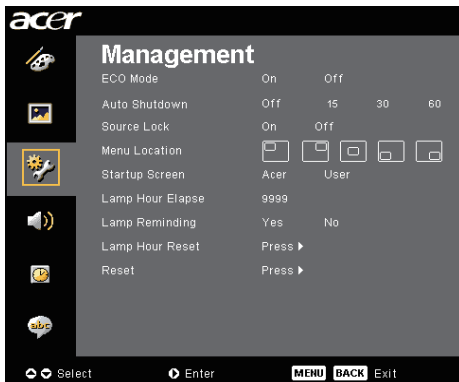 acer
Management
ECO Mode On Off
Auto Shutdown Off 15 30 60
Source Lock On Off
Menu Location
Startup Screen Acer User
Lamp Hour Elapse 9999
Lamp Reminding Yes No
Lamp Hour Reset Press
Reset Press
abc
Select Enter MENU BACK Exit